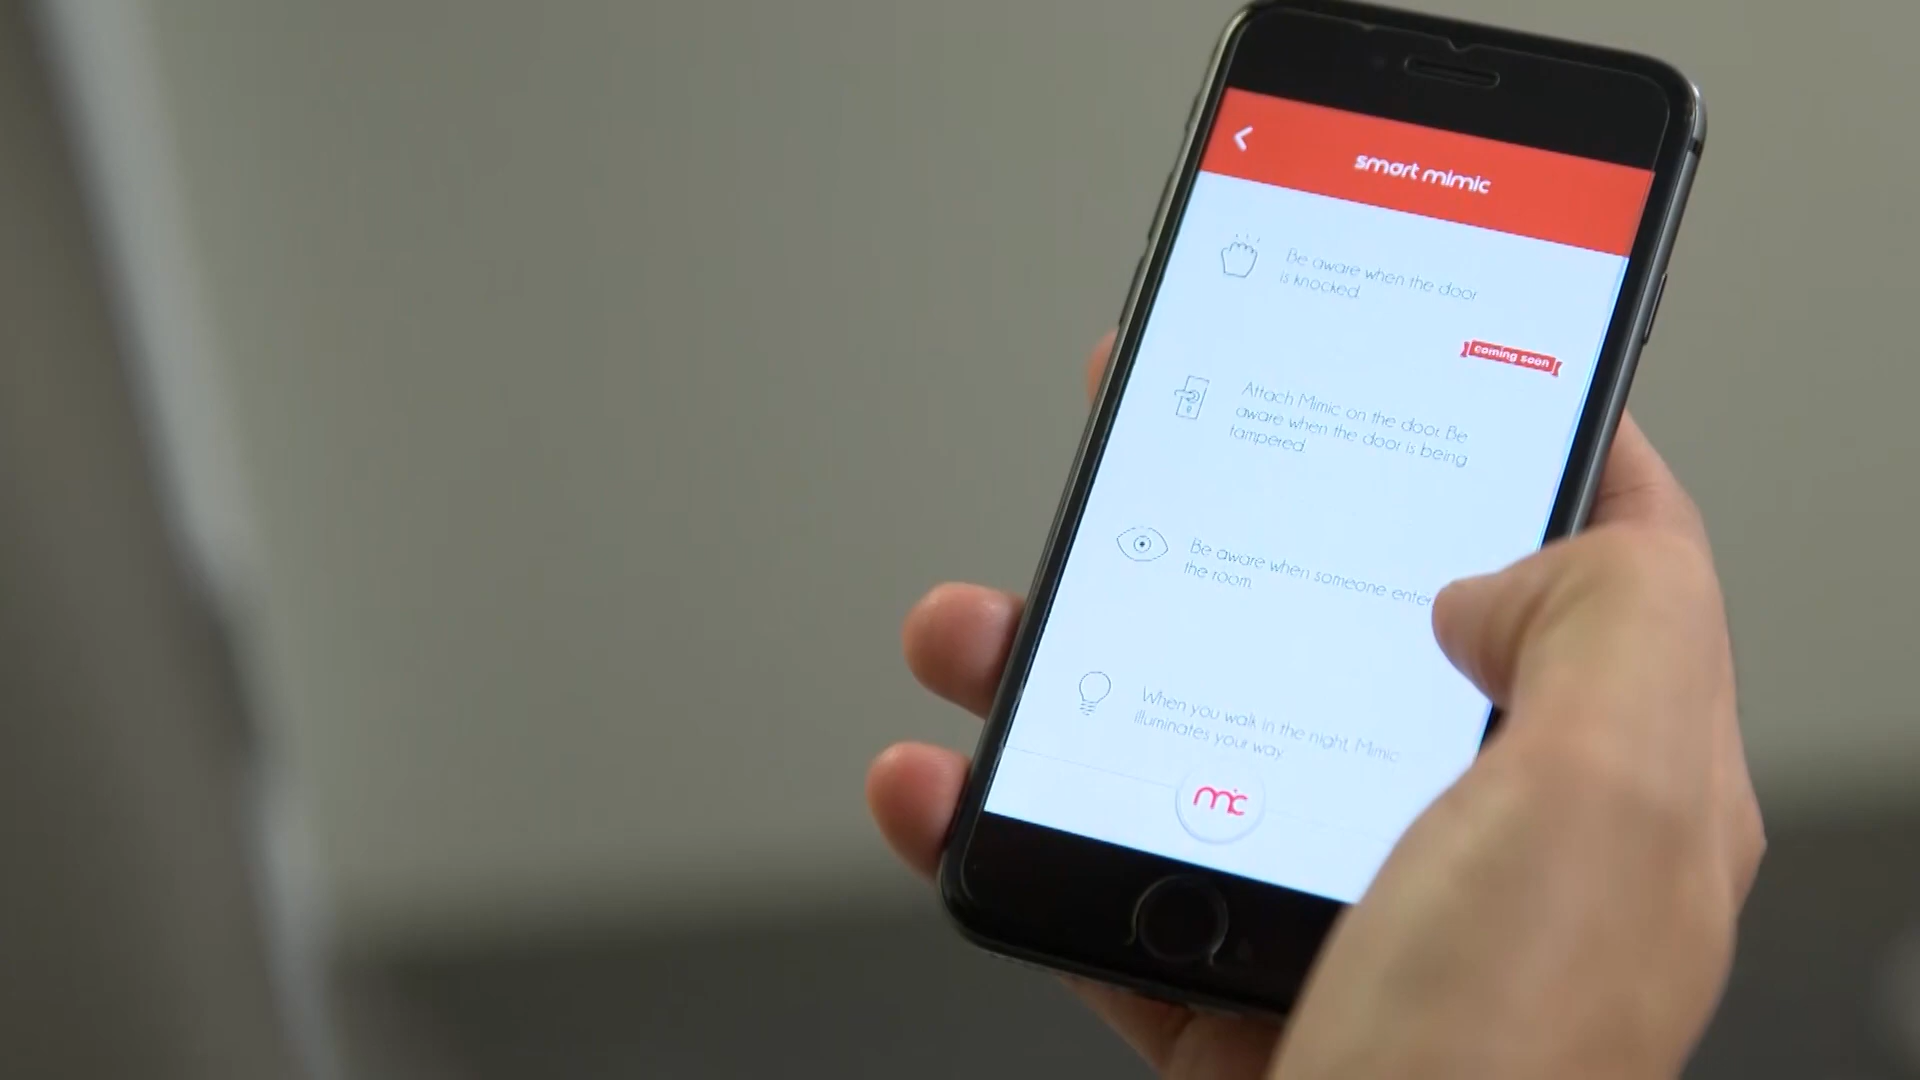 smart mimic
Be aware when the door
is knocked.
coming soon
Attach Mimic on the door. Be
aware when the door is being
tampered.
Be aware when someone enter
the room.
When you walk in the night, Mimic
illuminates your way.
mic